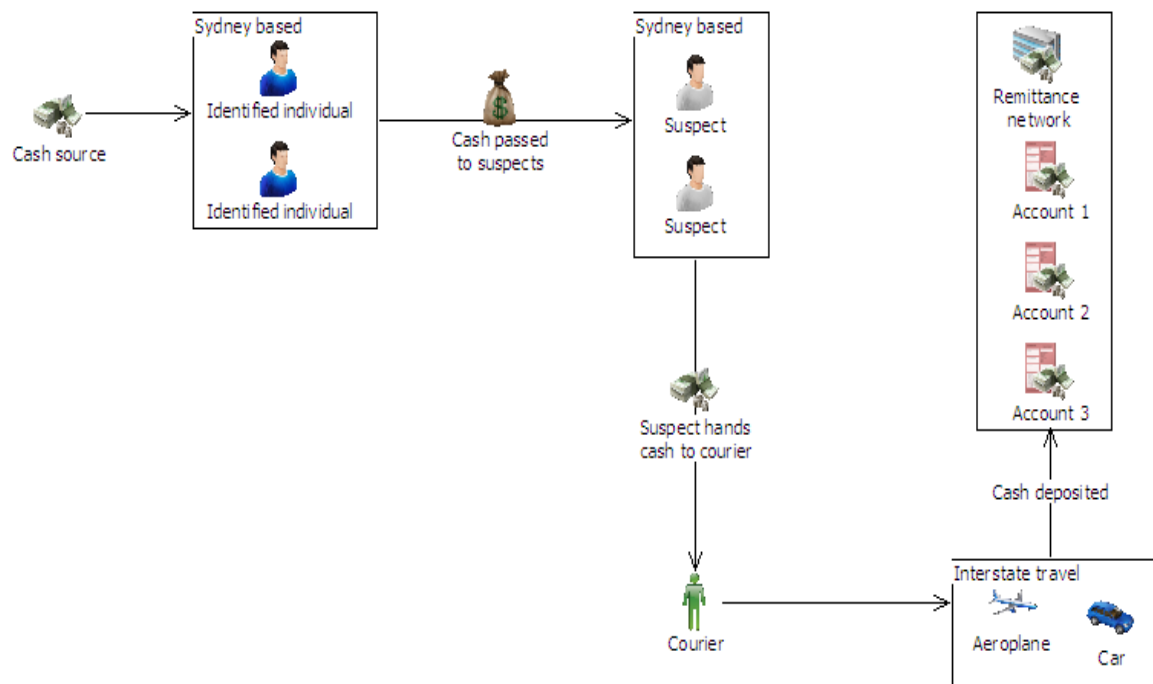 Sydney based
Identified individual
Identified individual
Cash source
Cash passed
to suspects
Sydney based
Suspect
Suspect
Remittance
network
Account 1
Account 2
Account 3
Suspect hands
cash to courier
Cash deposited
Courier
Interstate travel
Aeroplane
Car